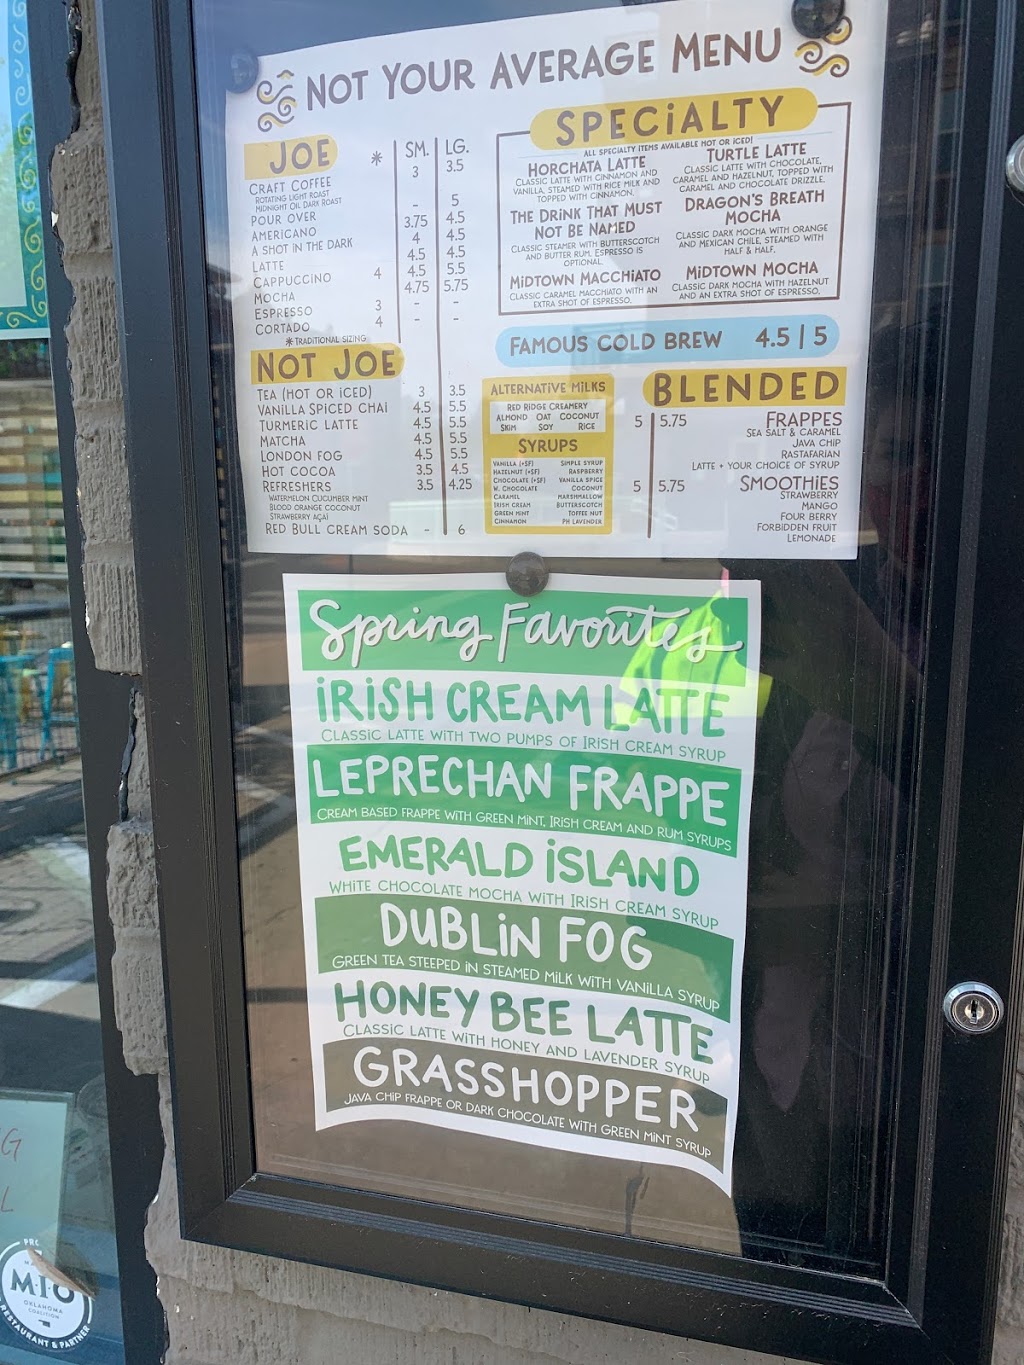 NOT YOUR AVERAGE MENU
JOE * SM. LG.
CRAFT COFFEE 3 3.5
ROTATING LIGHT ROAST
MIDNIGHT OIL DARK ROAST
POUR OVER - 5
AMERICANO 3.75 4.5
A SHOT IN THE DARK 4 4.5
LATTE 4.5 4.5
CAPPUCCINO 4 4.5 5.5
MOCHA 4.75 5.75
ESPRESSO 3 - -
CORTADO 4 - -
* TRADITIONAL SIZING
NOT JOE
TEA (HOT OR ICED) 3 3.5
VANILLA SPICED CHAI 4.5 5.5
TURMERIC LATTE 4.5 5.5
MATCHA 4.5 5.5
LONDON FOG 4.5 5.5
HOT COCOA 3.5 4.5
REFRESHERS 3.5 4.25
WATERMELON CUCUMBER MINT
BLOOD ORANGE COCONUT
STRAWBERRY AÇAI
RED BULL CREAM SODA - 6
SPECIALTY
ALL SPECIALTY ITEMS AVAILABLE HOT OR ICED!
HORCHATA LATTE
CLASSIC LATTE WITH CINNAMON AND
VANILLA, STEAMED WITH RICE MILK AND
TOPPED WITH CINNAMON.
THE DRINK THAT MUST
NOT BE NAMED
CLASSIC STEAMER WITH BUTTERSCOTCH
AND BUTTER RUM. ESPRESSO IS
OPTIONAL.
MIDTOWN MACCHIATO
CLASSIC CARAMEL MACCHIATO WITH AN
EXTRA SHOT OF ESPRESSO.
TURTLE LATTE
CLASSIC LATTE WITH CHOCOLATE,
CARAMEL AND HAZELNUT, TOPPED WITH
CARAMEL AND CHOCOLATE DRIZZLE.
DRAGON'S BREATH
MOCHA
CLASSIC DARK MOCHA WITH ORANGE
AND MEXICAN CHILE, STEAMED WITH
HALF & HALF.
MIDTOWN MOCHA
CLASSIC DARK MOCHA WITH HAZELNUT
AND AN EXTRA SHOT OF ESPRESSO.
FAMOUS COLD BREW 4.5 | 5
ALTERNATIVE MILKS
RED RIDGE CREAMERY
ALMOND OAT COCONUT
SKIM SOY RICE
SYRUPS
VANILLA (+SF) SIMPLE SYRUP
HAZELNUT (+SF) RASPBERRY
CHOCOLATE (+SF) VANILLA SPICE
W. CHOCOLATE COCONUT
CARAMEL MARSHMALLOW
IRISH CREAM BUTTERSCOTCH
GREEN MINT TOFFEE NUT
CINNAMON PH LAVENDER
BLENDED
5 | 5.75 FRAPPES
SEA SALT & CARAMEL
JAVA CHIP
RASTAFARIAN
LATTE + YOUR CHOICE OF SYRUP
5 | 5.75 SMOOTHIES
STRAWBERRY
MANGO
FOUR BERRY
FORBIDDEN FRUIT
LEMONADE
Spring Favorites
IRISH CREAM LATTE
CLASSIC LATTE WITH TWO PUMPS OF IRISH CREAM SYRUP
LEPRECHAN FRAPPE
CREAM BASED FRAPPE WITH GREEN MINT, IRISH CREAM AND RUM SYRUPS
EMERALD ISLAND
WHITE CHOCOLATE MOCHA WITH IRISH CREAM SYRUP
DUBLIN FOG
GREEN TEA STEEPED IN STEAMED MILK WITH VANILLA SYRUP
HONEY BEE LATTE
CLASSIC LATTE WITH HONEY AND LAVENDER SYRUP
GRASSHOPPER
JAVA CHIP FRAPPE OR DARK CHOCOLATE WITH GREEN MINT SYRUP
M·I·O
OKLAHOMA
COALITION
RESTAURANT & PARTNER